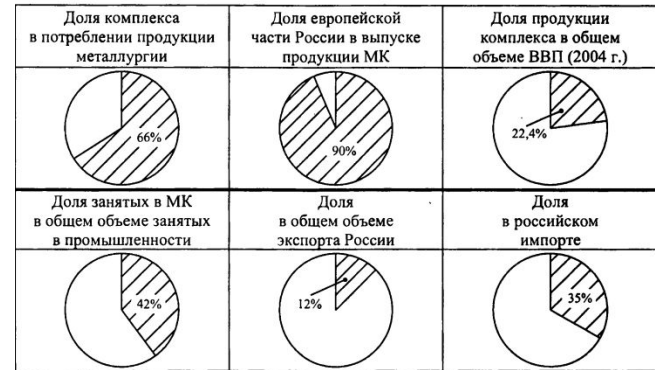 Доля комплекса
в потреблении продукции
металлургии
Доля европейской
части России в выпуске
продукции МК
Доля продукции
комплекса в общем
объеме ВВП (2004 г.)
66%
90%
22,4%
Доля занятых в МК
в общем объеме занятых
в промышленности
Доля
в общем объеме
экспорта России
Доля
в российском
импорте
42%
12%
35%